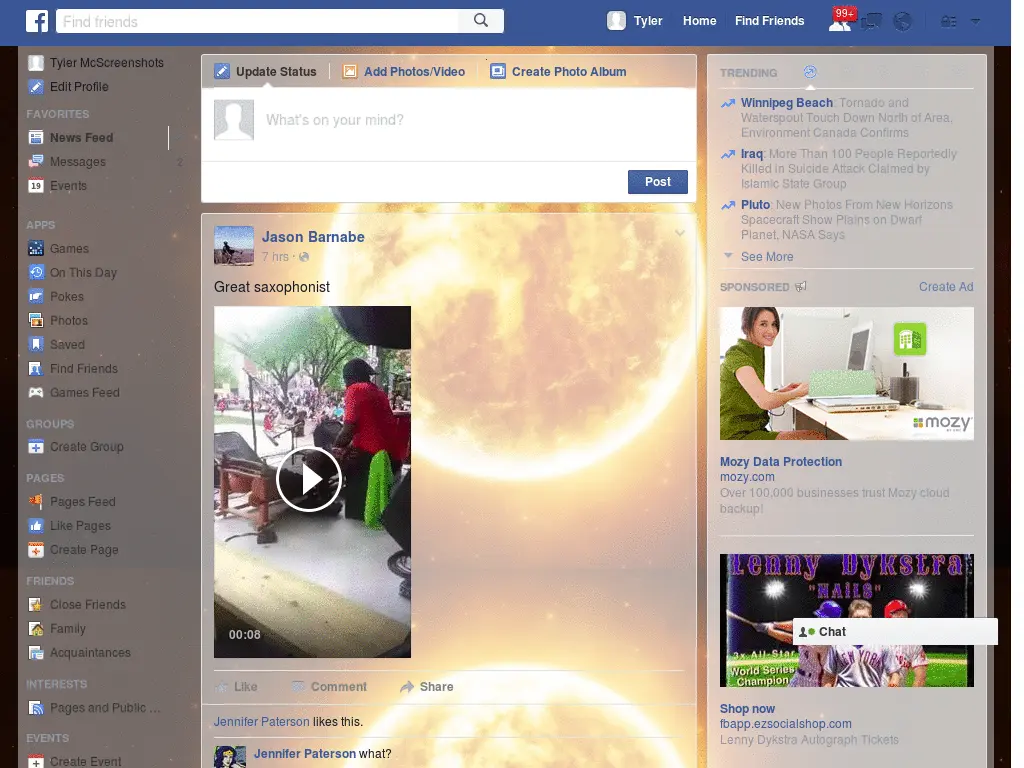 Find friends
Tyler
Home
Find Friends
99+
Tyler McScreenshots
Edit Profile
FAVORITES
News Feed
Messages
2
19
Events
APPS
Games
On This Day
Pokes
Photos
Saved
Find Friends
Games Feed
GROUPS
Create Group
PAGES
Pages Feed
Like Pages
Create Page
FRIENDS
Close Friends
Family
Acquaintances
INTERESTS
Pages and Public ...
EVENTS
Create Event
Update Status
Add Photos/Video
Create Photo Album
What's on your mind?
Post
Jason Barnabe
7 hrs ·
Great saxophonist
00:08
Like
Comment
Share
Jennifer Paterson likes this.
Jennifer Paterson what?
TRENDING
Winnipeg Beach: Tornado and
Waterspout Touch Down North of Area,
Environment Canada Confirms
Iraq: More Than 100 People Reportedly
Killed in Suicide Attack Claimed by
Islamic State Group
Pluto: New Photos From New Horizons
Spacecraft Show Plains on Dwarf
Planet, NASA Says
See More
SPONSORED
Create Ad
mozy
Mozy Data Protection
mozy.com
Over 100,000 businesses trust Mozy cloud
backup!
Lenny Dykstra
"NAILS"
3x All-Star
World Series
Champion
Chat
Shop now
fbapp.ezsocialshop.com
Lenny Dykstra Autograph Tickets